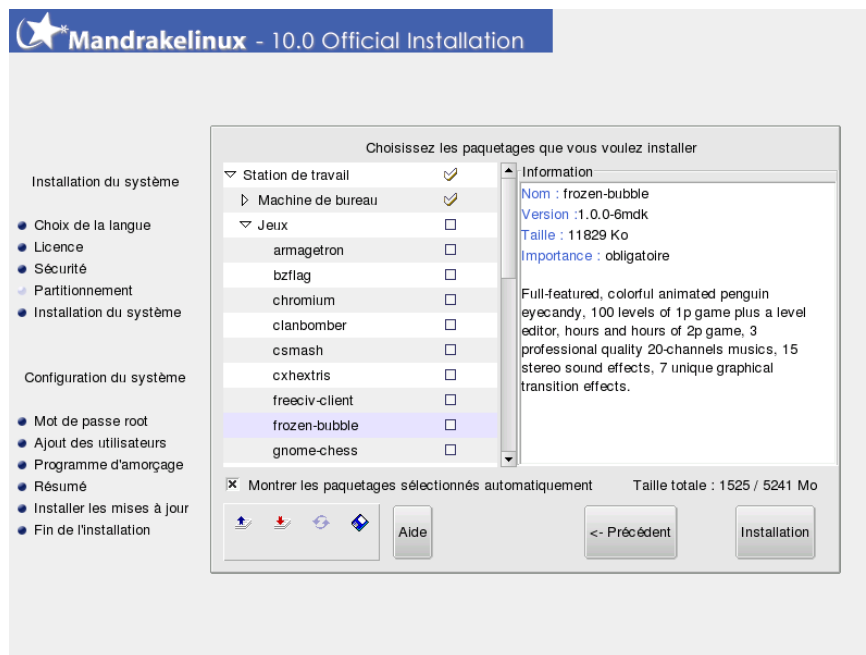 Mandrakelinux - 10.0 Official Installation
Installation du système
Choix de la langue
Licence
Sécurité
Partitionnement
Installation du système
Configuration du système
Mot de passe root
Ajout des utilisateurs
Programme d'amorçage
Résumé
Installer les mises à jour
Fin de l'installation
Choisissez les paquetages que vous voulez installer
Station de travail
Machine de bureau
Jeux
armagetron
bzflag
chromium
clanbomber
csmash
cxhextris
freeciv-client
frozen-bubble
gnome-chess
Information
Nom : frozen-bubble
Version :1.0.0-6mdk
Taille : 11829 Ko
Importance : obligatoire
Full-featured, colorful animated penguin
eyecandy, 100 levels of 1p game plus a level
editor, hours and hours of 2p game, 3
professional quality 20-channels musics, 15
stereo sound effects, 7 unique graphical
transition effects.
Montrer les paquetages sélectionnés automatiquement
Taille totale : 1525 / 5241 Mo
Aide
<- Précédent
Installation